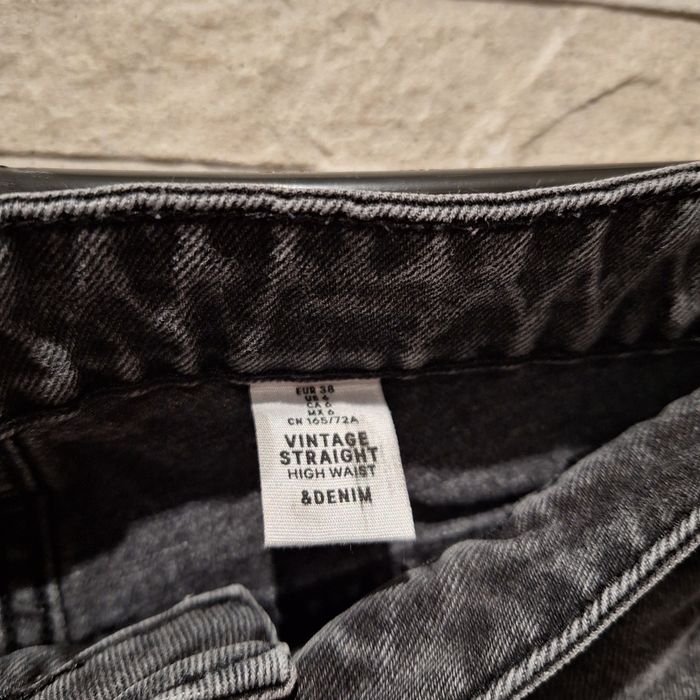 EUR 38
US 6
CA 6
MX 6
CN 165/72A
VINTAGE
STRAIGHT
HIGH WAIST
&DENIM